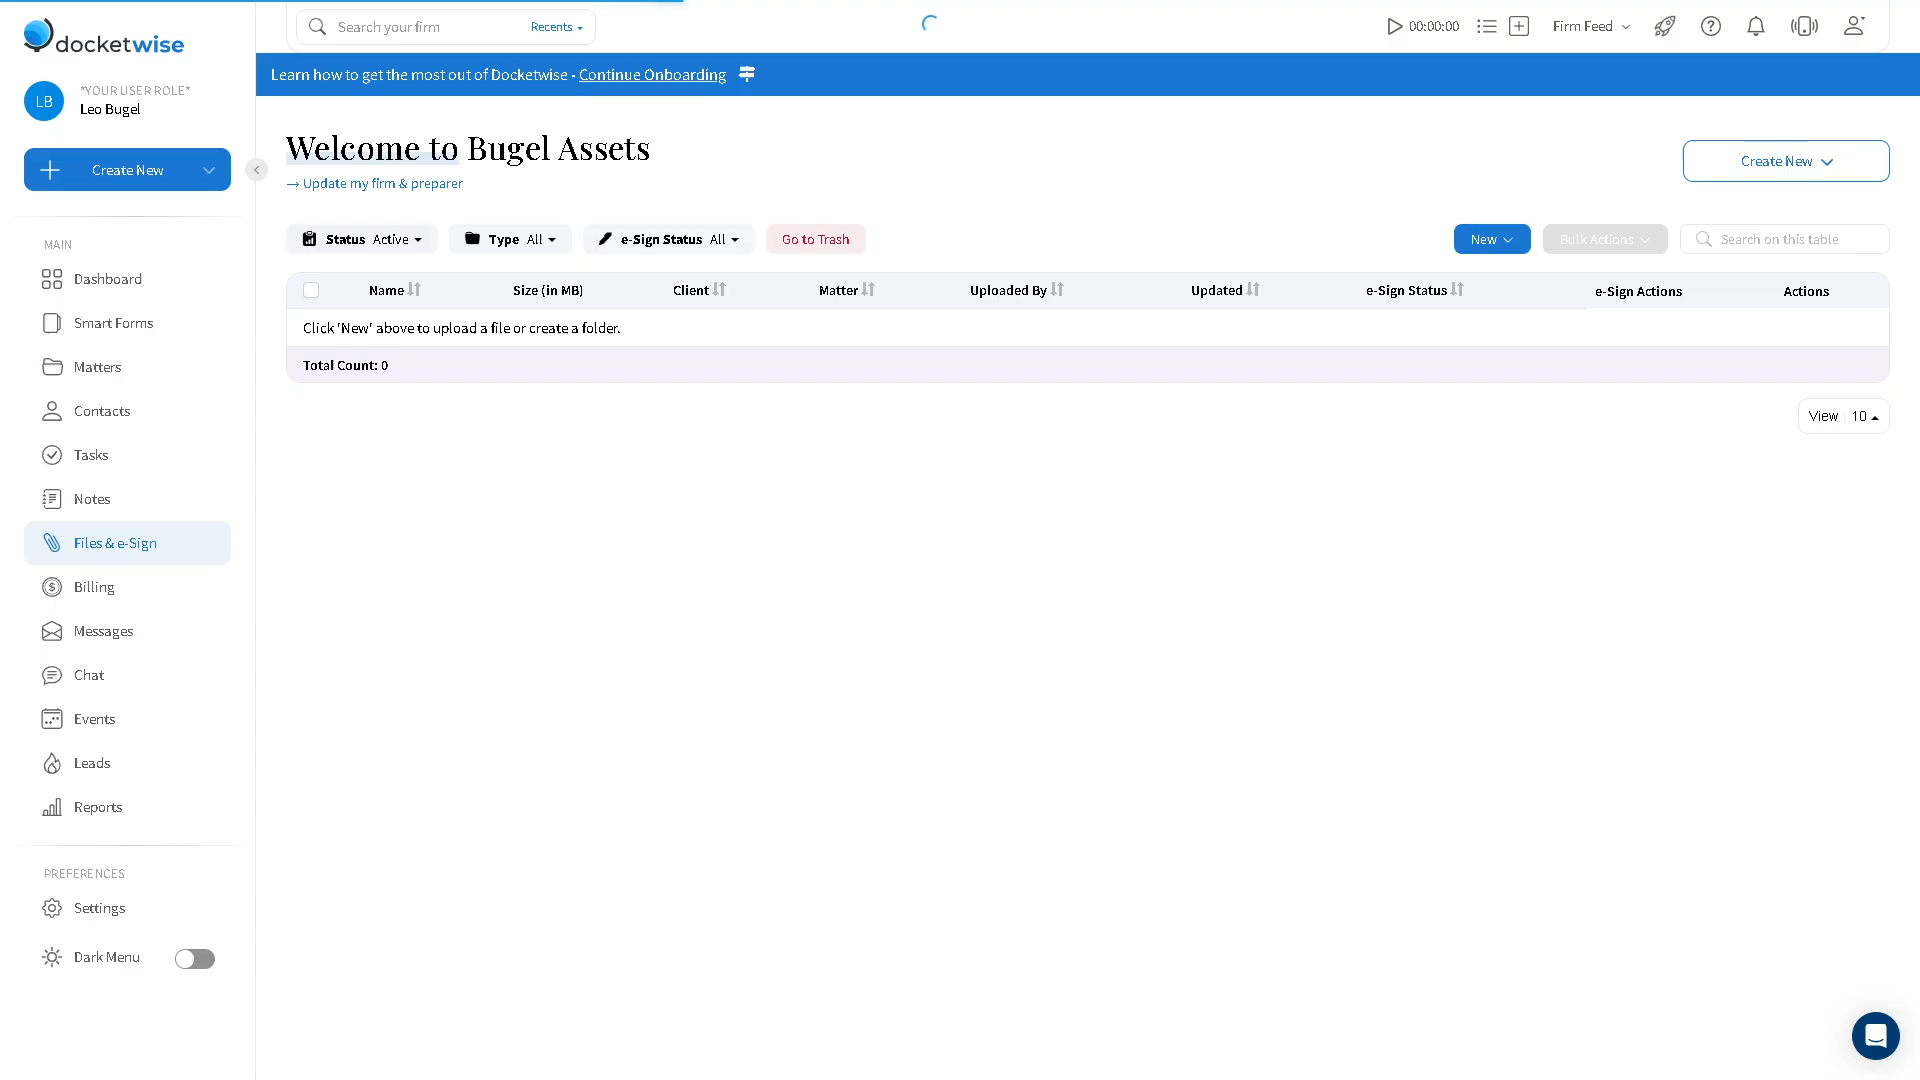 docketwise
Search your firm
Recents
00:00:00
Firm Feed
Learn how to get the most out of Docketwise - Continue Onboarding
LB
*YOUR USER ROLE*
Leo Bugel
Create New
Welcome to Bugel Assets
→ Update my firm & preparer
Create New
Status Active
Type All
e-Sign Status All
Go to Trash
New
Bulk Actions
Search on this table
Name
Size (in MB)
Client
Matter
Uploaded By
Updated
e-Sign Status
e-Sign Actions
Actions
Click 'New' above to upload a file or create a folder.
Total Count: 0
View 10
MAIN
Dashboard
Smart Forms
Matters
Contacts
Tasks
Notes
Files & e-Sign
Billing
Messages
Chat
Events
Leads
Reports
PREFERENCES
Settings
Dark Menu